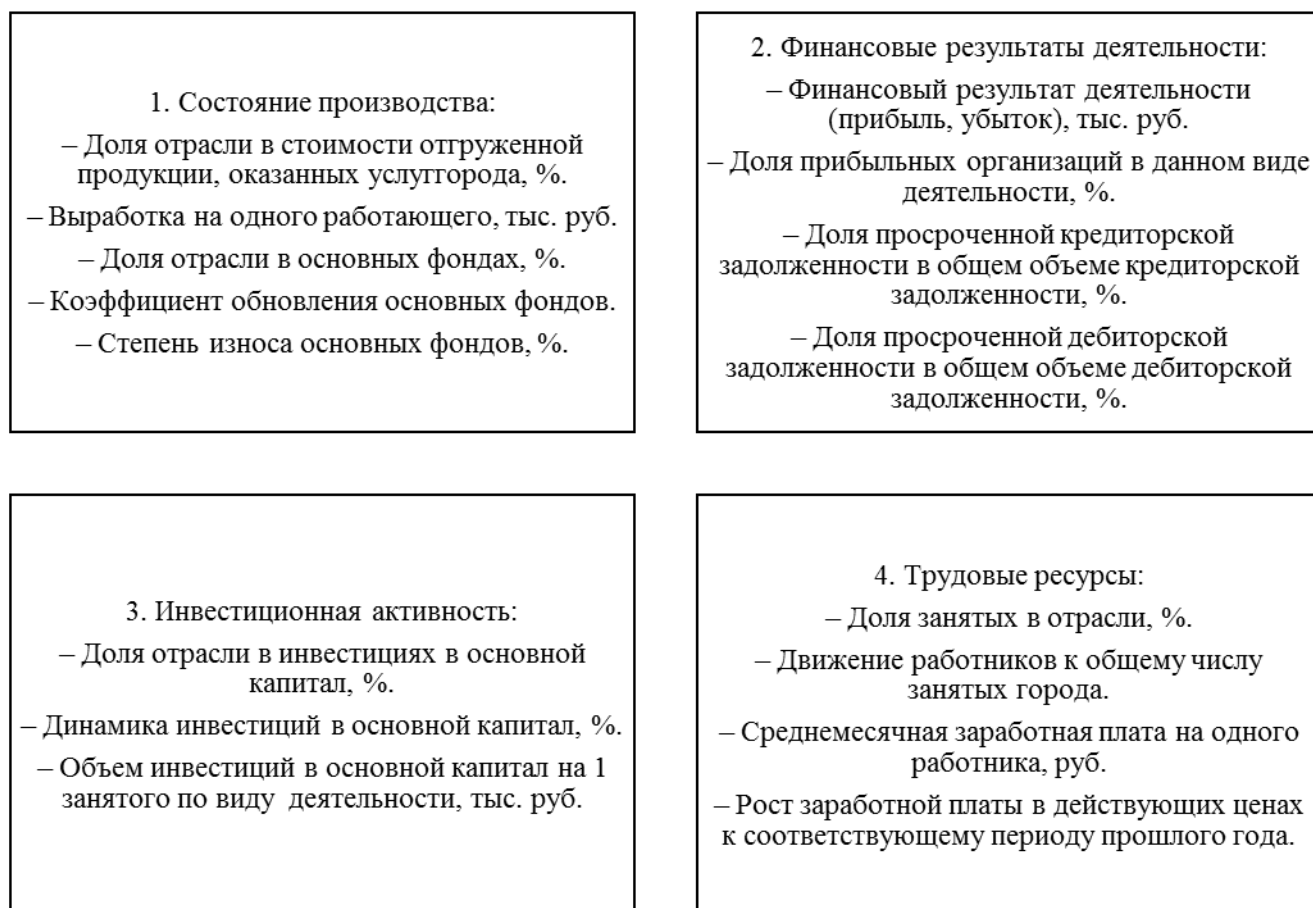 1. Состояние производства:
– Доля отрасли в стоимости отгруженной
продукции, оказанных услуггорода, %.
– Выработка на одного работающего, тыс. руб.
– Доля отрасли в основных фондах, %.
– Коэффициент обновления основных фондов.
– Степень износа основных фондов, %.
2. Финансовые результаты деятельности:
– Финансовый результат деятельности
(прибыль, убыток), тыс. руб.
– Доля прибыльных организаций в данном виде
деятельности, %.
– Доля просроченной кредиторской
задолженности в общем объеме кредиторской
задолженности, %.
– Доля просроченной дебиторской
задолженности в общем объеме дебиторской
задолженности, %.
3. Инвестиционная активность:
– Доля отрасли в инвестициях в основной
капитал, %.
– Динамика инвестиций в основной капитал, %.
– Объем инвестиций в основной капитал на 1
занятого по виду деятельности, тыс. руб.
4. Трудовые ресурсы:
– Доля занятых в отрасли, %.
– Движение работников к общему числу
занятых города.
– Среднемесячная заработная плата на одного
работника, руб.
– Рост заработной платы в действующих ценах
к соответствующему периоду прошлого года.